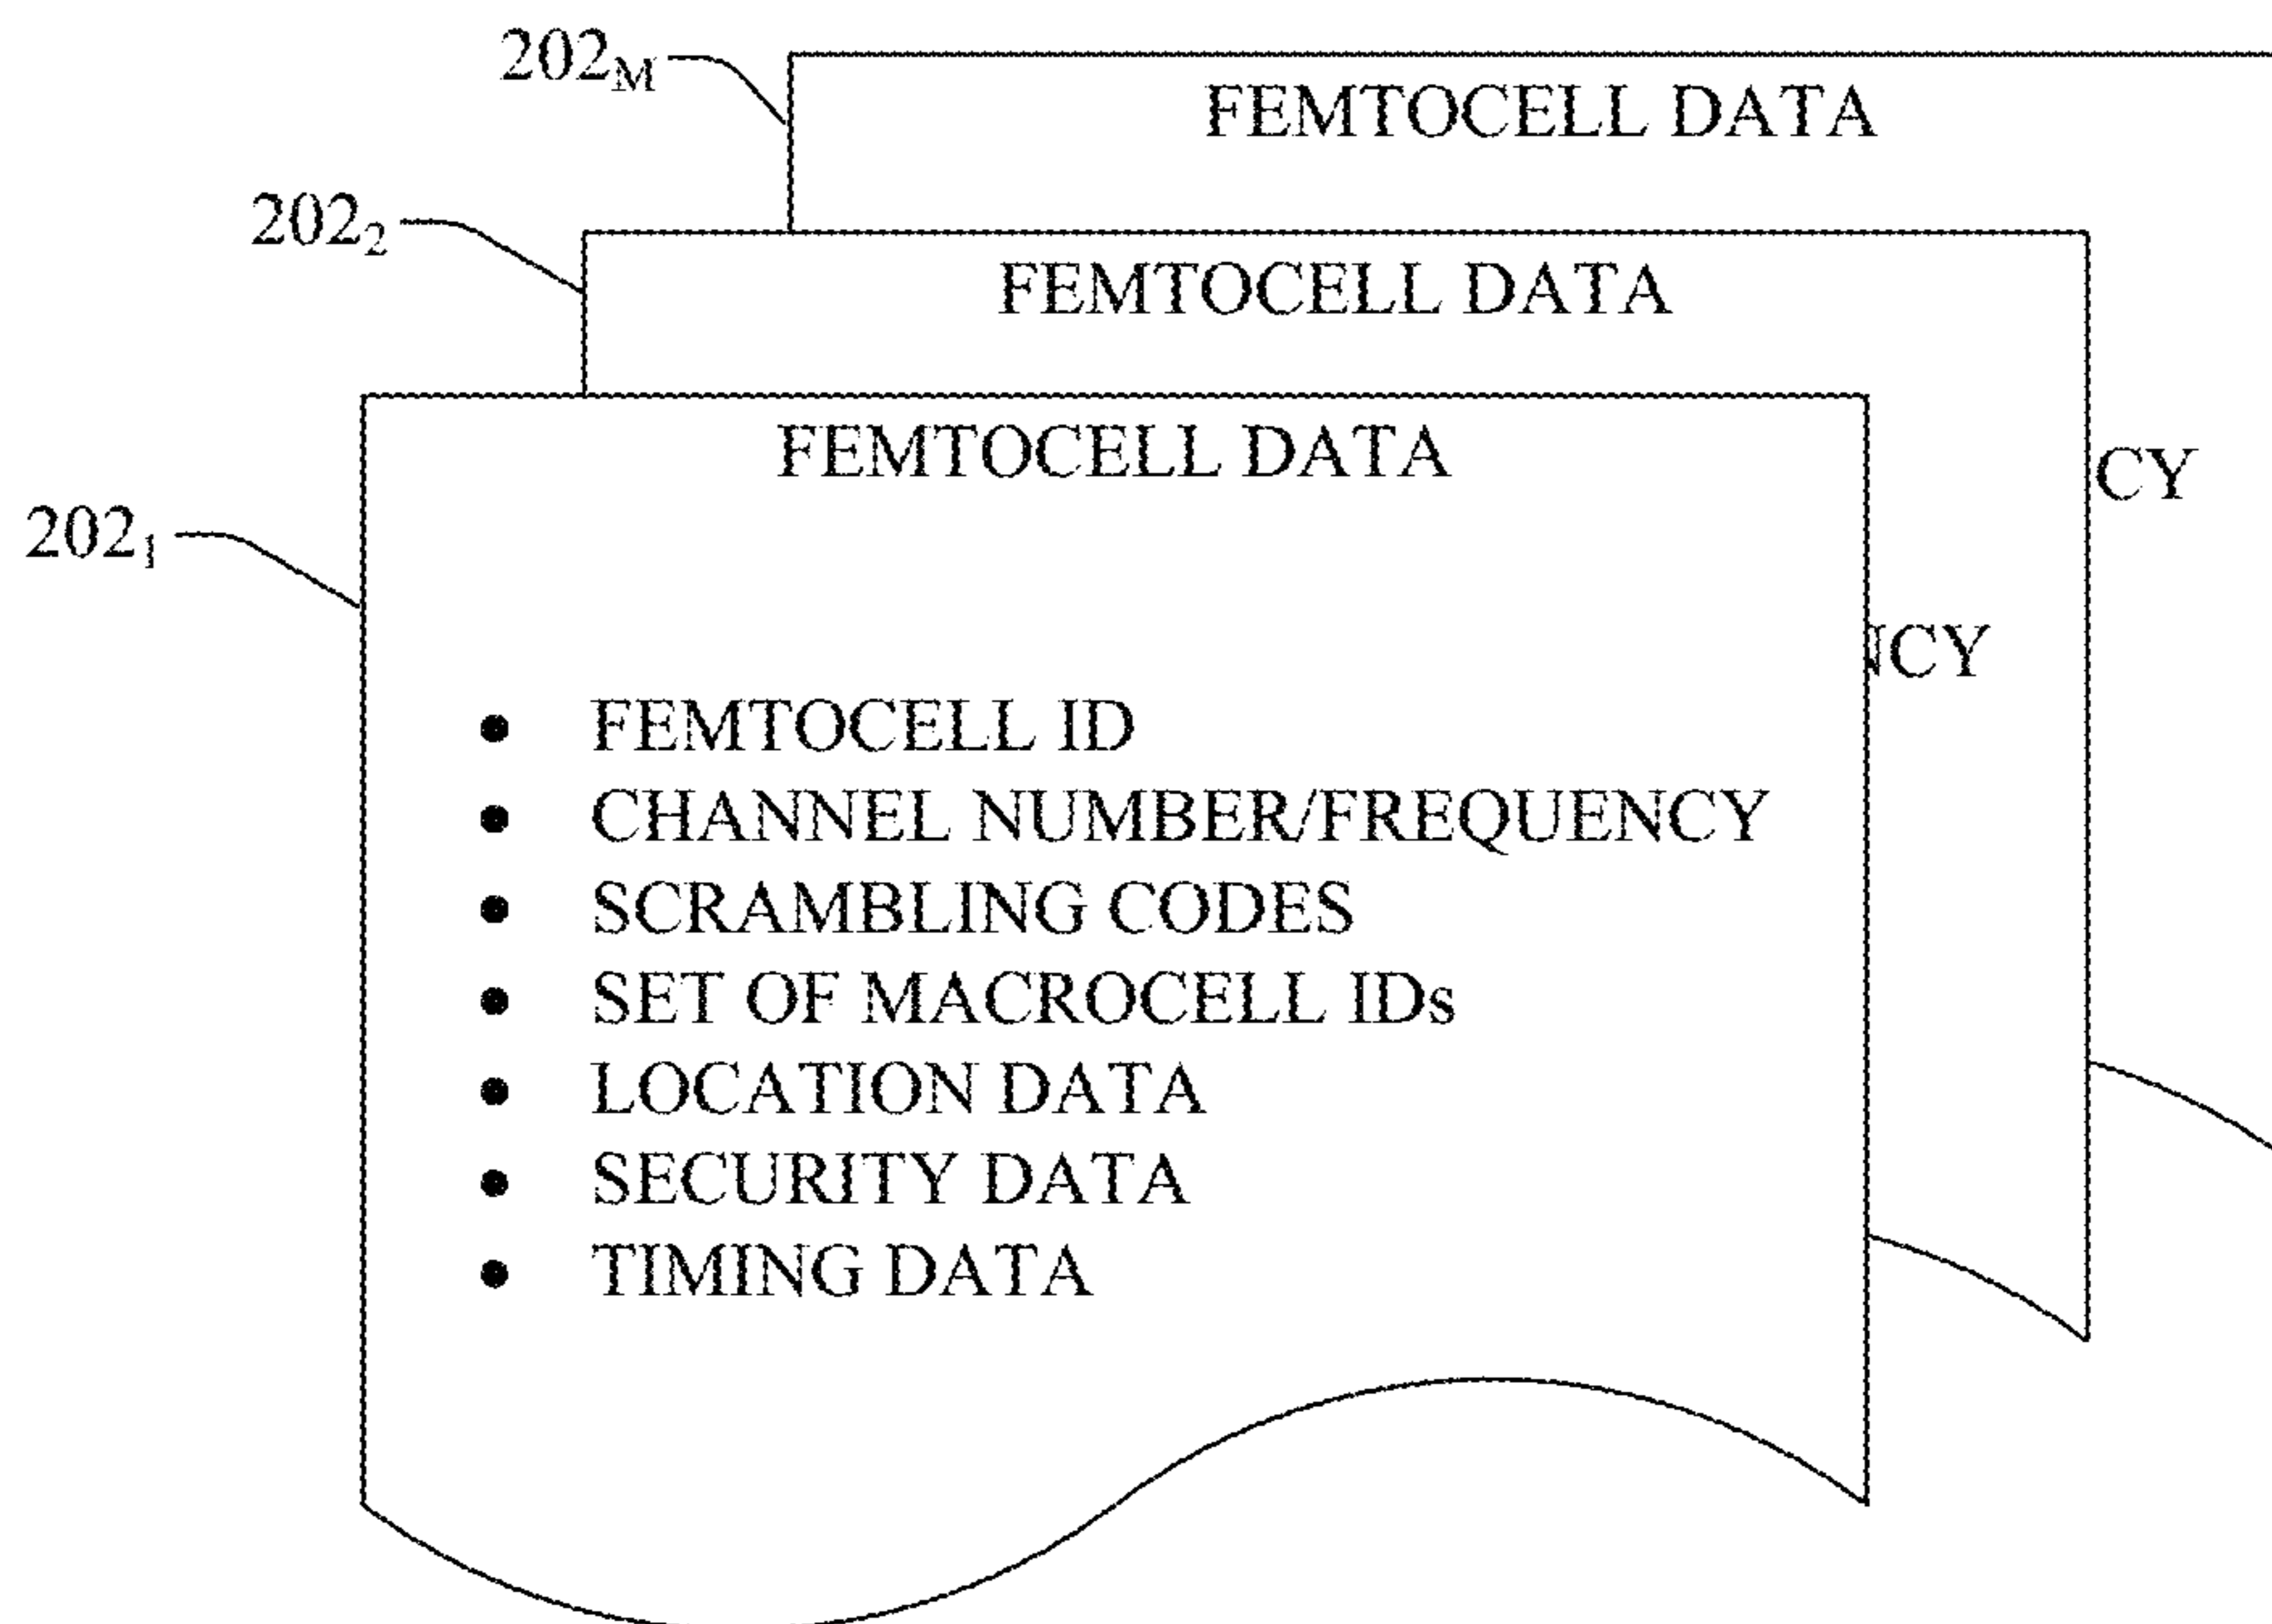 202M
FEMTOCELL DATA
2022
FEMTOCELL DATA
FEMTOCELL DATA
CY
2021
NCY
• FEMTOCELL ID
• CHANNEL NUMBER/FREQUENCY
• SCRAMBLING CODES
• SET OF MACROCELL IDs
• LOCATION DATA
• SECURITY DATA
• TIMING DATA